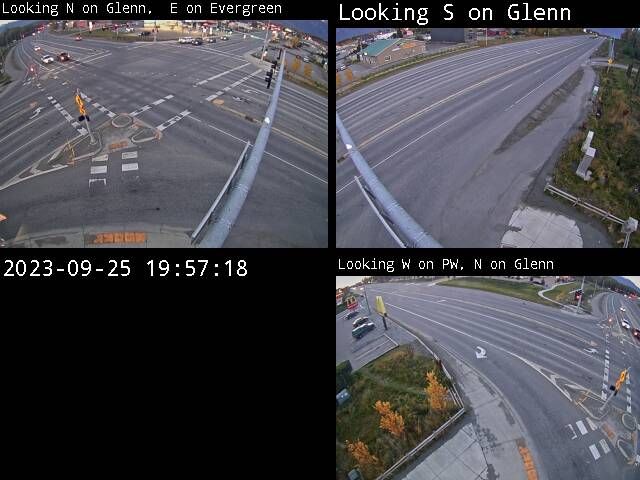 Looking N on Glenn,  E on Evergreen
Looking S on Glenn
2023-09-25 19:57:18
Looking W on PW, N on Glenn